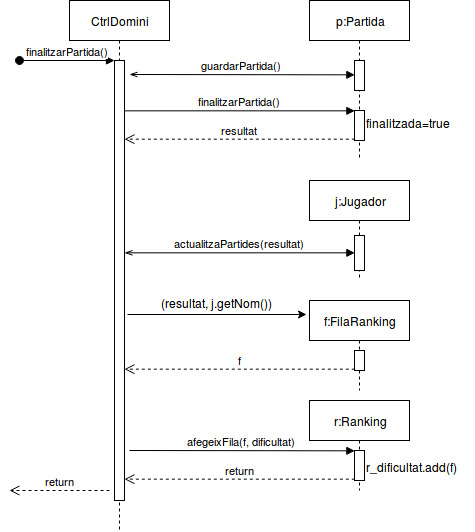 CtrlDomini
p:Partida
finalitzarPartida()
guardarPartida()
finalitzarPartida()
finalitzada=true
resultat
j:Jugador
actualitzaPartides(resultat)
(resultat, j.getNom())
f:FilaRanking
f
r:Ranking
afegeixFila(f, dificultat)
r_dificultat.add(f)
return
return